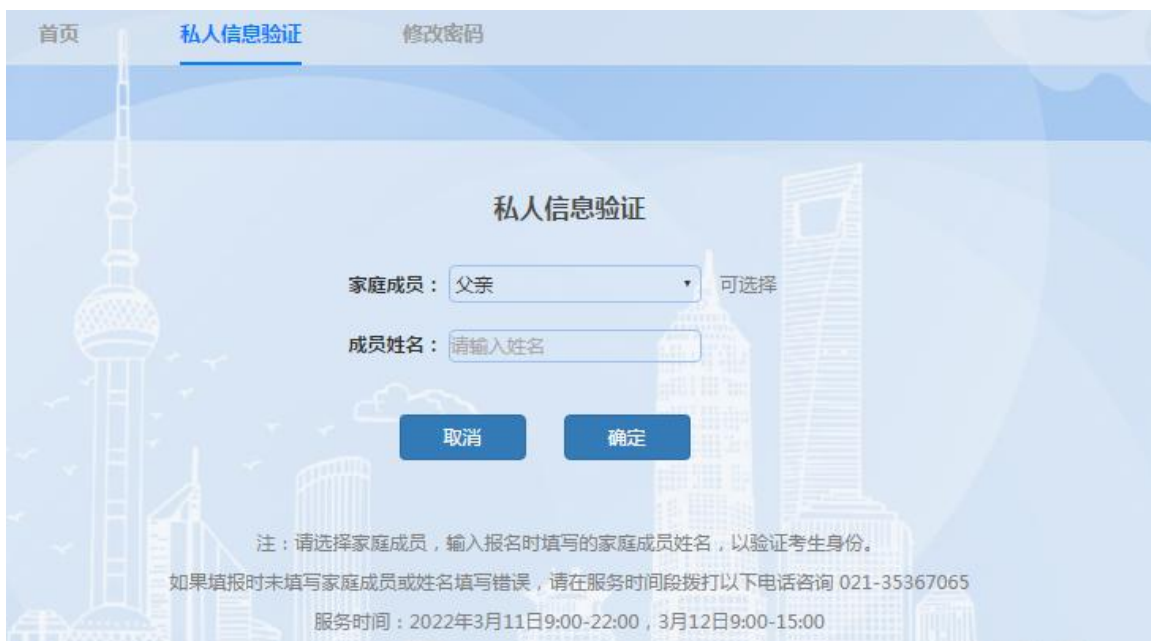 首页 私人信息验证 修改密码
私人信息验证
家庭成员： 父亲 可选择
成员姓名： 请输入姓名
取消 确定
注：请选择家庭成员，输入报名时填写的家庭成员姓名，以验证考生身份。
如果填报时未填写家庭成员或姓名填写错误，请在服务时间段拨打以下电话咨询 021-35367065
服务时间：2022年3月11日9:00-22:00，3月12日9:00-15:00